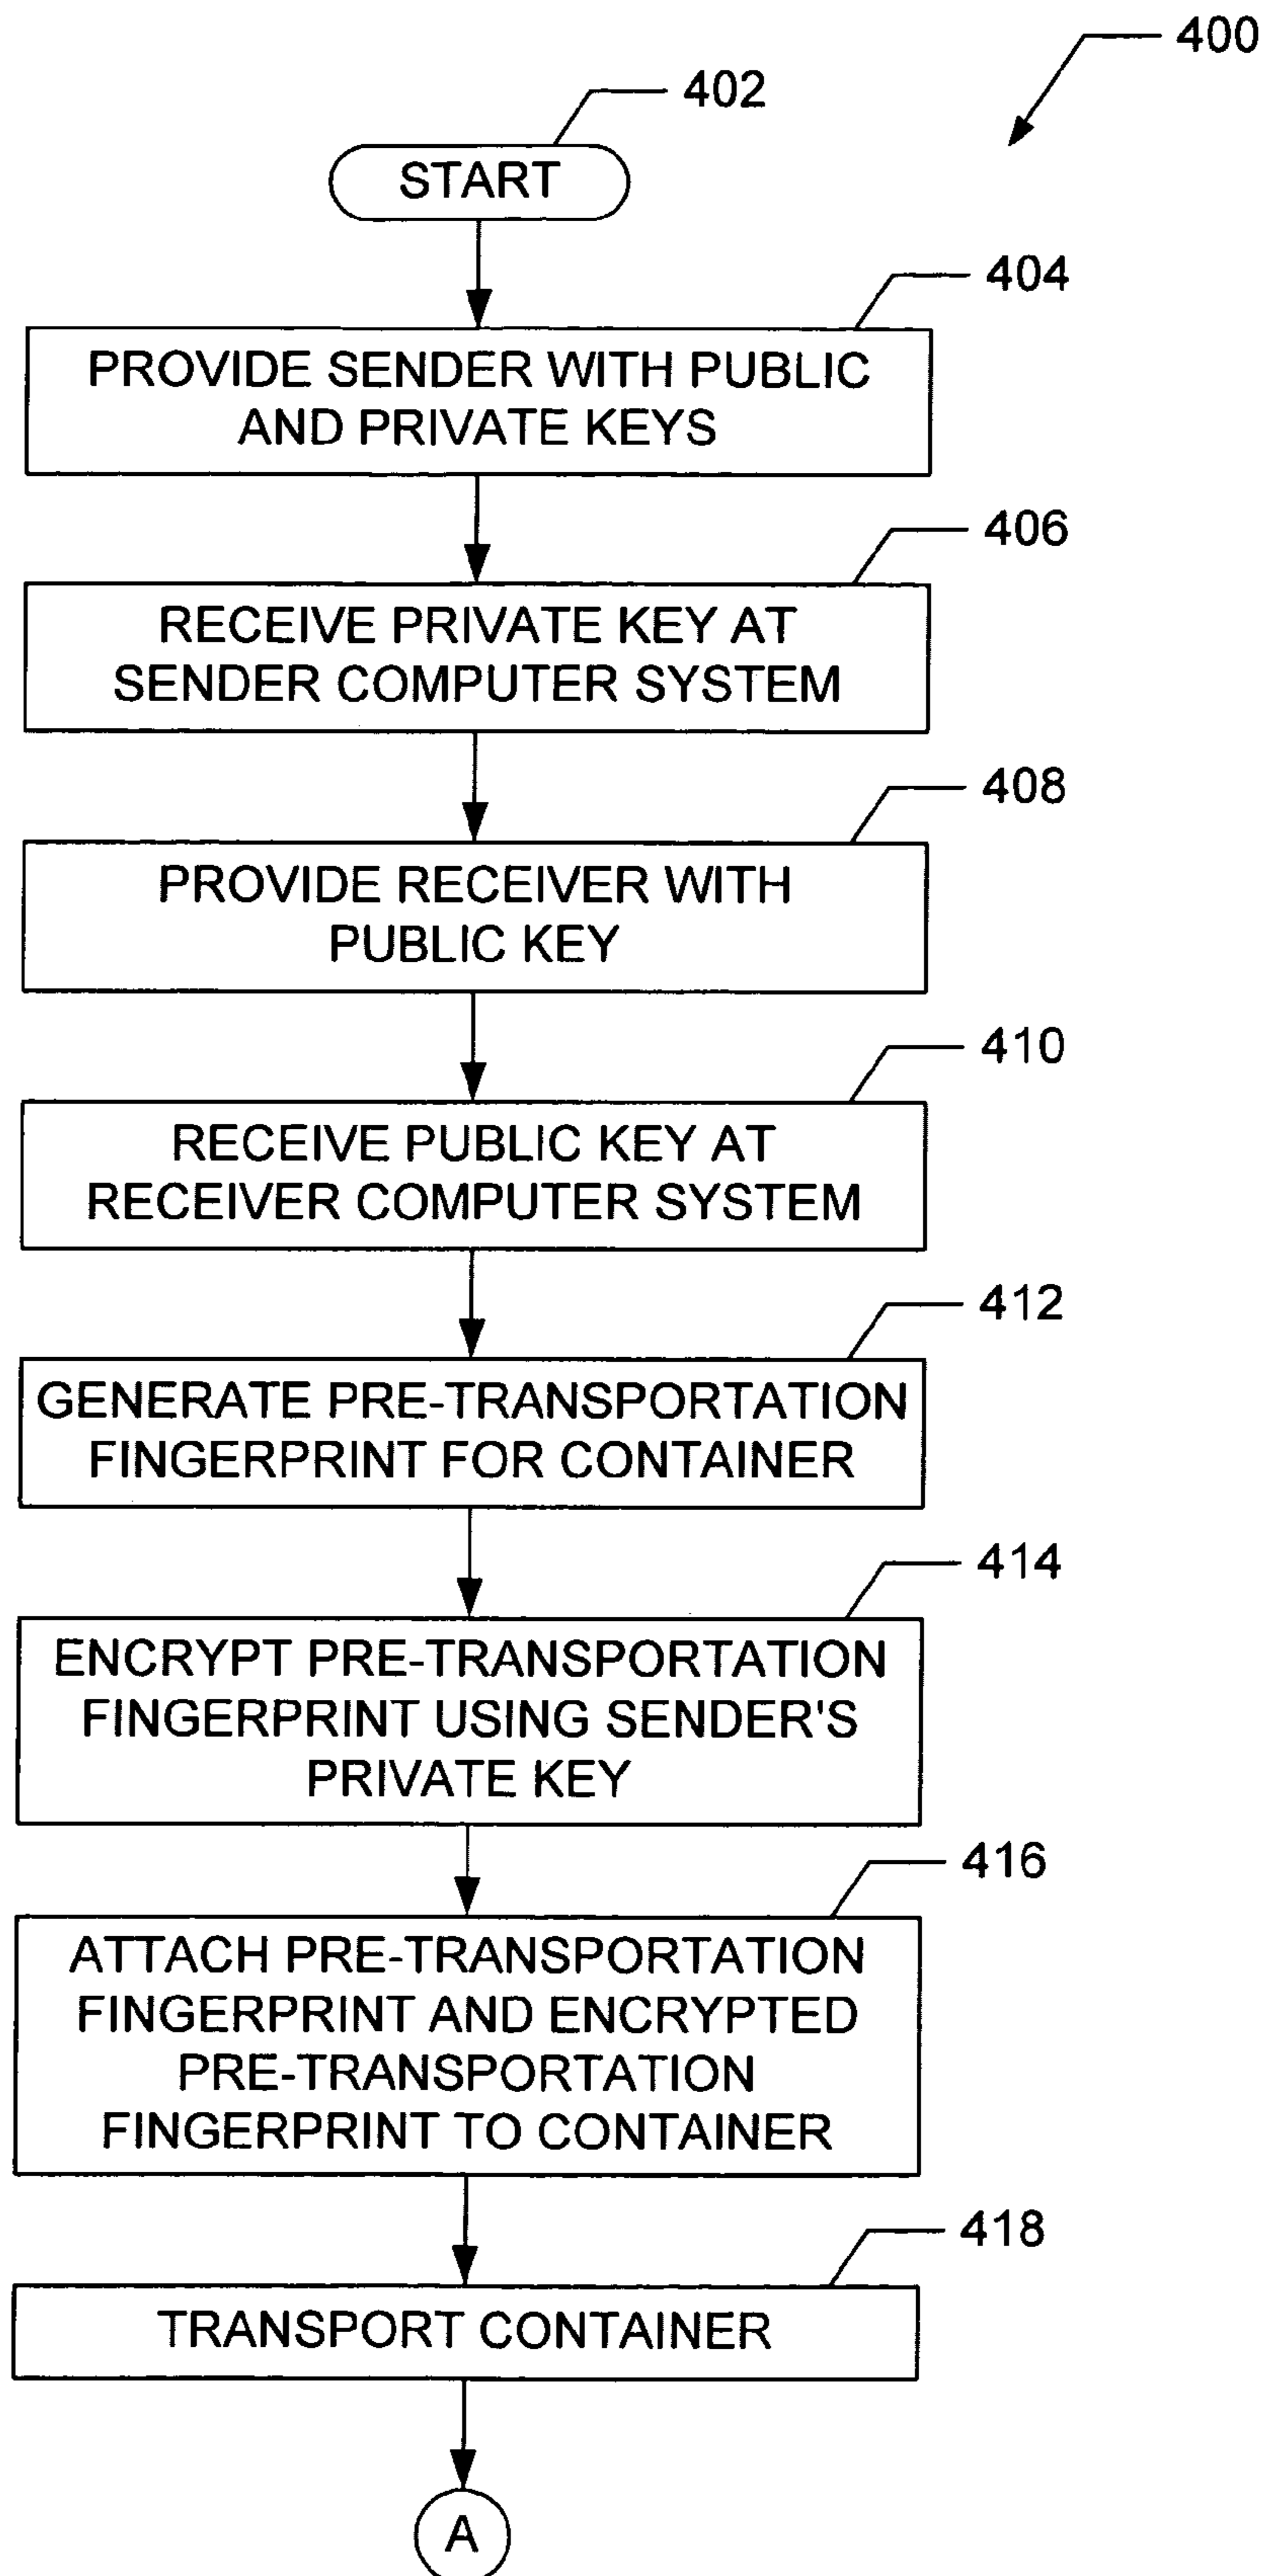 400
402
START
404
PROVIDE SENDER WITH PUBLIC
AND PRIVATE KEYS
406
RECEIVE PRIVATE KEY AT
SENDER COMPUTER SYSTEM
408
PROVIDE RECEIVER WITH
PUBLIC KEY
410
RECEIVE PUBLIC KEY AT
RECEIVER COMPUTER SYSTEM
412
GENERATE PRE-TRANSPORTATION
FINGERPRINT FOR CONTAINER
414
ENCRYPT PRE-TRANSPORTATION
FINGERPRINT USING SENDER'S
PRIVATE KEY
416
ATTACH PRE-TRANSPORTATION
FINGERPRINT AND ENCRYPTED
PRE-TRANSPORTATION
FINGERPRINT TO CONTAINER
418
TRANSPORT CONTAINER
A